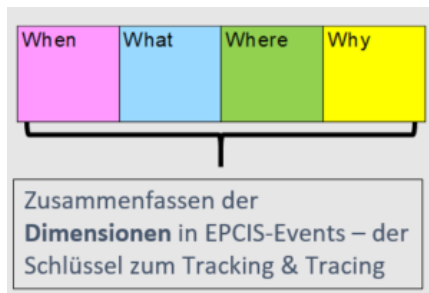 When What Where Why
Zusammenfassen der
Dimensionen in EPCIS-Events – der
Schlüssel zum Tracking & Tracing